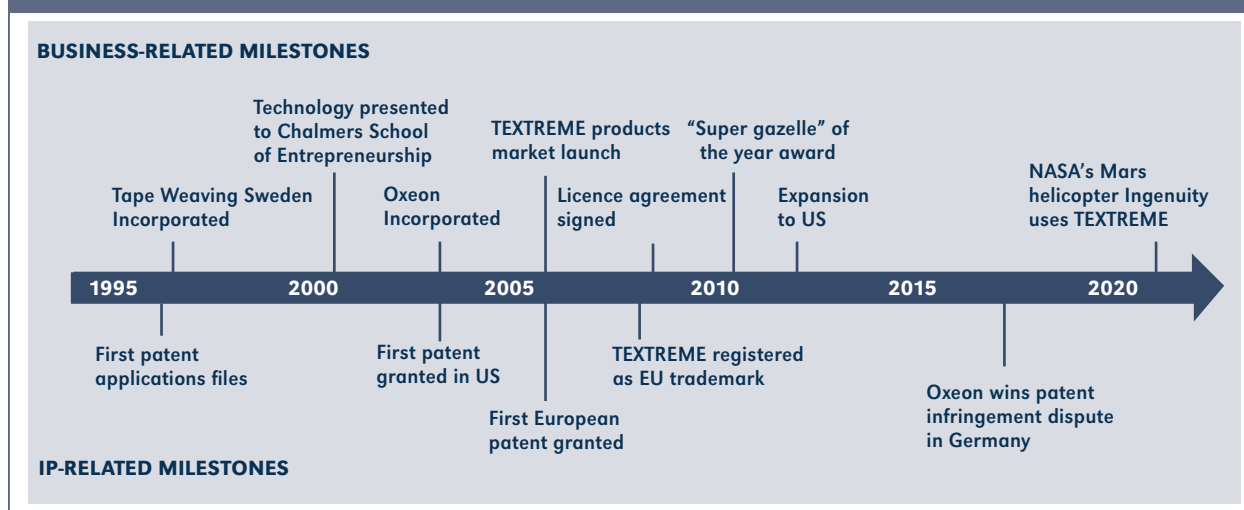 BUSINESS-RELATED MILESTONES
Technology presented
to Chalmers School
of Entrepreneurship
TEXTREME products
market launch
“Super gazelle” of
the year award
NASA’s Mars
helicopter Ingenuity
uses TEXTREME
Tape Weaving Sweden
Incorporated
Oxeon
Incorporated
Licence agreement
signed
Expansion
to US
1995 2000 2005 2010 2015 2020
First patent
applications files
First patent
granted in US
TEXTREME registered
as EU trademark
Oxeon wins patent
infringement dispute
in Germany
First European
patent granted
IP-RELATED MILESTONES